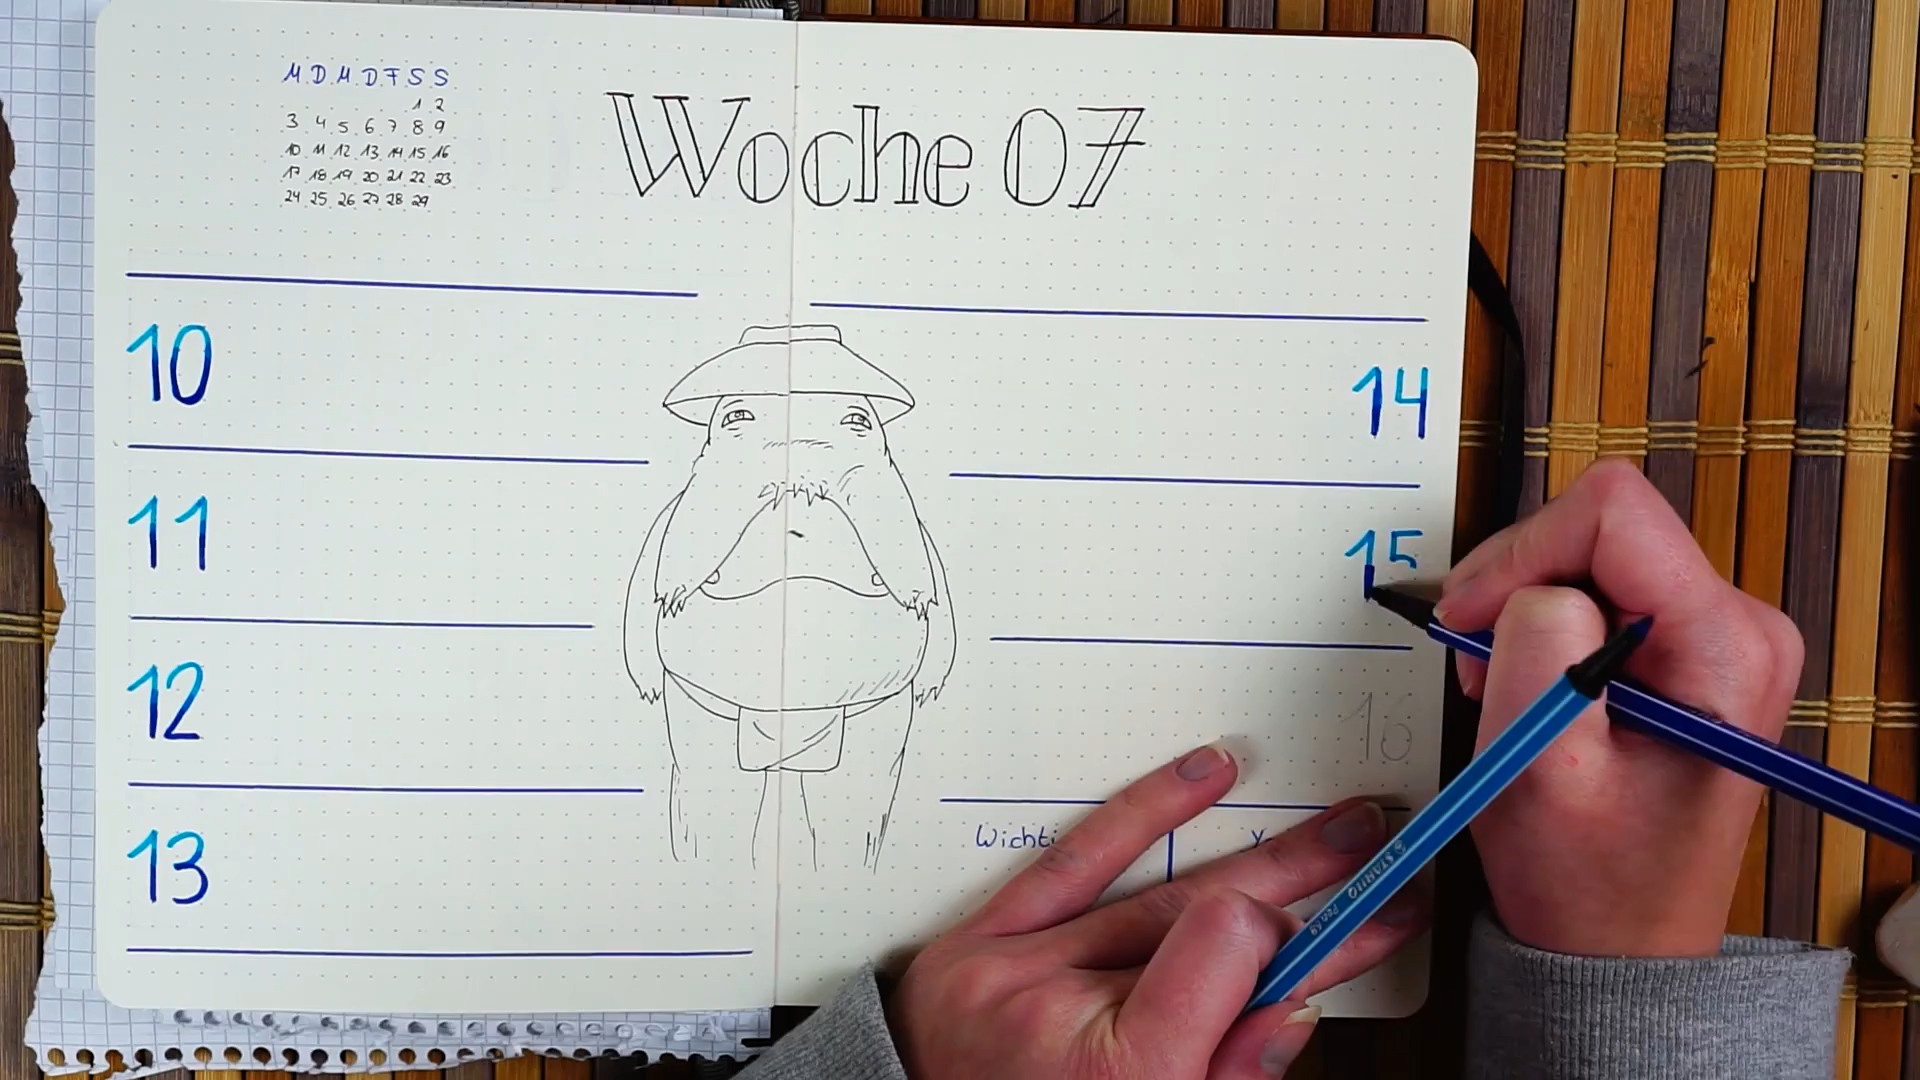 M D M D F S S
1 2
3 4 5 6 7 8 9
10 11 12 13 14 15 16
17 18 19 20 21 22 23
24 25 26 27 28 29
Woche 07
10
11
12
13
14
15
16
STABILO Pen 68